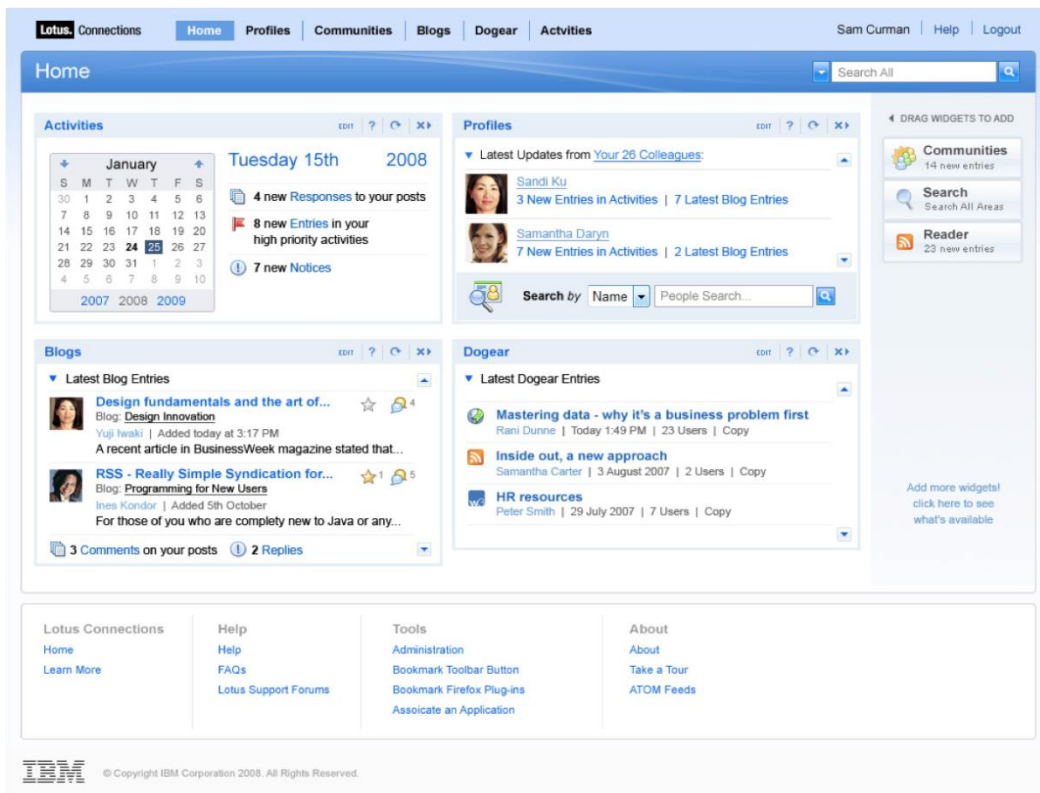 Lotus. Connections Home Profiles Communities Blogs Dogear Actvities Sam Curman Help Logout
Home Search All
Activities EDIT ?
January
S M T W T F S
30 1 2 3 4 5 6
7 8 9 10 11 12 13
14 15 16 17 18 19 20
21 22 23 24 25 26 27
28 29 30 31 1 2 3
4 5 6 7 8 9 10
2007 2008 2009
Tuesday 15th 2008
4 new Responses to your posts
8 new Entries in your
high priority activities
7 new Notices
Profiles EDIT ?
Latest Updates from Your 26 Colleagues:
Sandi Ku
3 New Entries in Activities | 7 Latest Blog Entries
Samantha Daryn
7 New Entries in Activities | 2 Latest Blog Entries
Search by Name People Search...
DRAG WIDGETS TO ADD
Communities
14 new entries
Search
Search All Areas
Reader
23 new entries
Add more widgets!
click here to see
what's available
Blogs EDIT ?
Latest Blog Entries
Design fundamentals and the art of... 4
Blog: Design Innovation
Yuji Iwaki | Added today at 3:17 PM
A recent article in BusinessWeek magazine stated that...
RSS - Really Simple Syndication for... 1 5
Blog: Programming for New Users
Ines Kondor | Added 5th October
For those of you who are complety new to Java or any...
3 Comments on your posts 2 Replies
Dogear EDIT ?
Latest Dogear Entries
Mastering data - why it's a business problem first
Rani Dunne | Today 1:49 PM | 23 Users | Copy
Inside out, a new approach
Samantha Carter | 3 August 2007 | 2 Users | Copy
HR resources
Peter Smith | 29 July 2007 | 7 Users | Copy
Lotus Connections
Home
Learn More
Help
Help
FAQs
Lotus Support Forums
Tools
Administration
Bookmark Toolbar Button
Bookmark Firefox Plug-ins
Assoicate an Application
About
About
Take a Tour
ATOM Feeds
IBM © Copyright IBM Corporation 2008. All Rights Reserved.